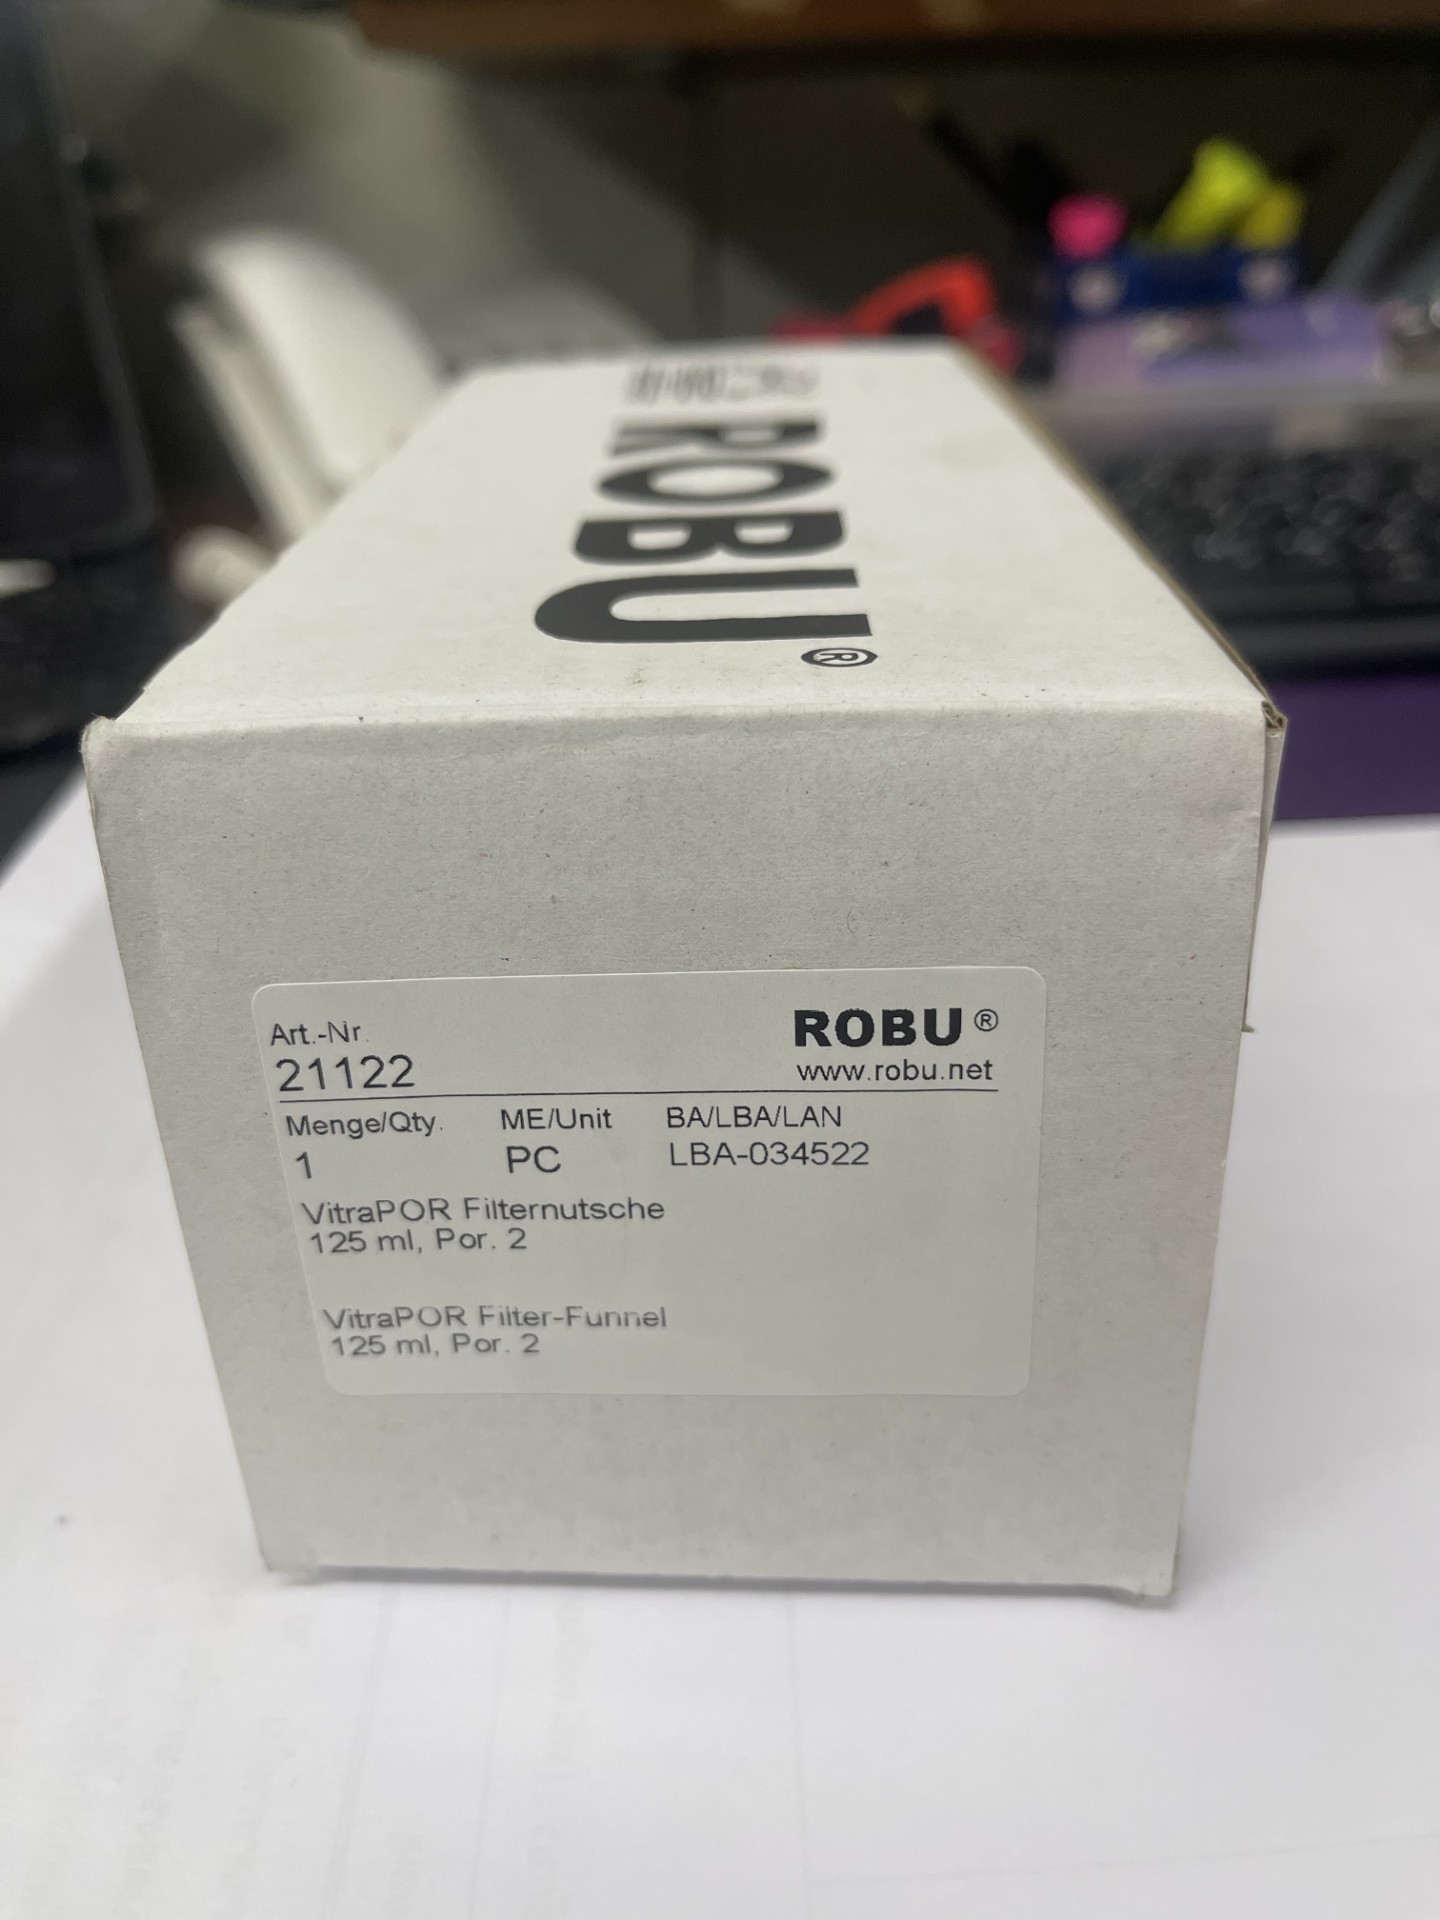 ROBU®
Art.-Nr.
21122
ROBU®
www.robu.net
Menge/Qty. ME/Unit BA/LBA/LAN
1 PC LBA-034522
VitraPOR Filternutsche
125 ml, Por. 2
VitraPOR Filter-Funnel
125 ml, Por. 2